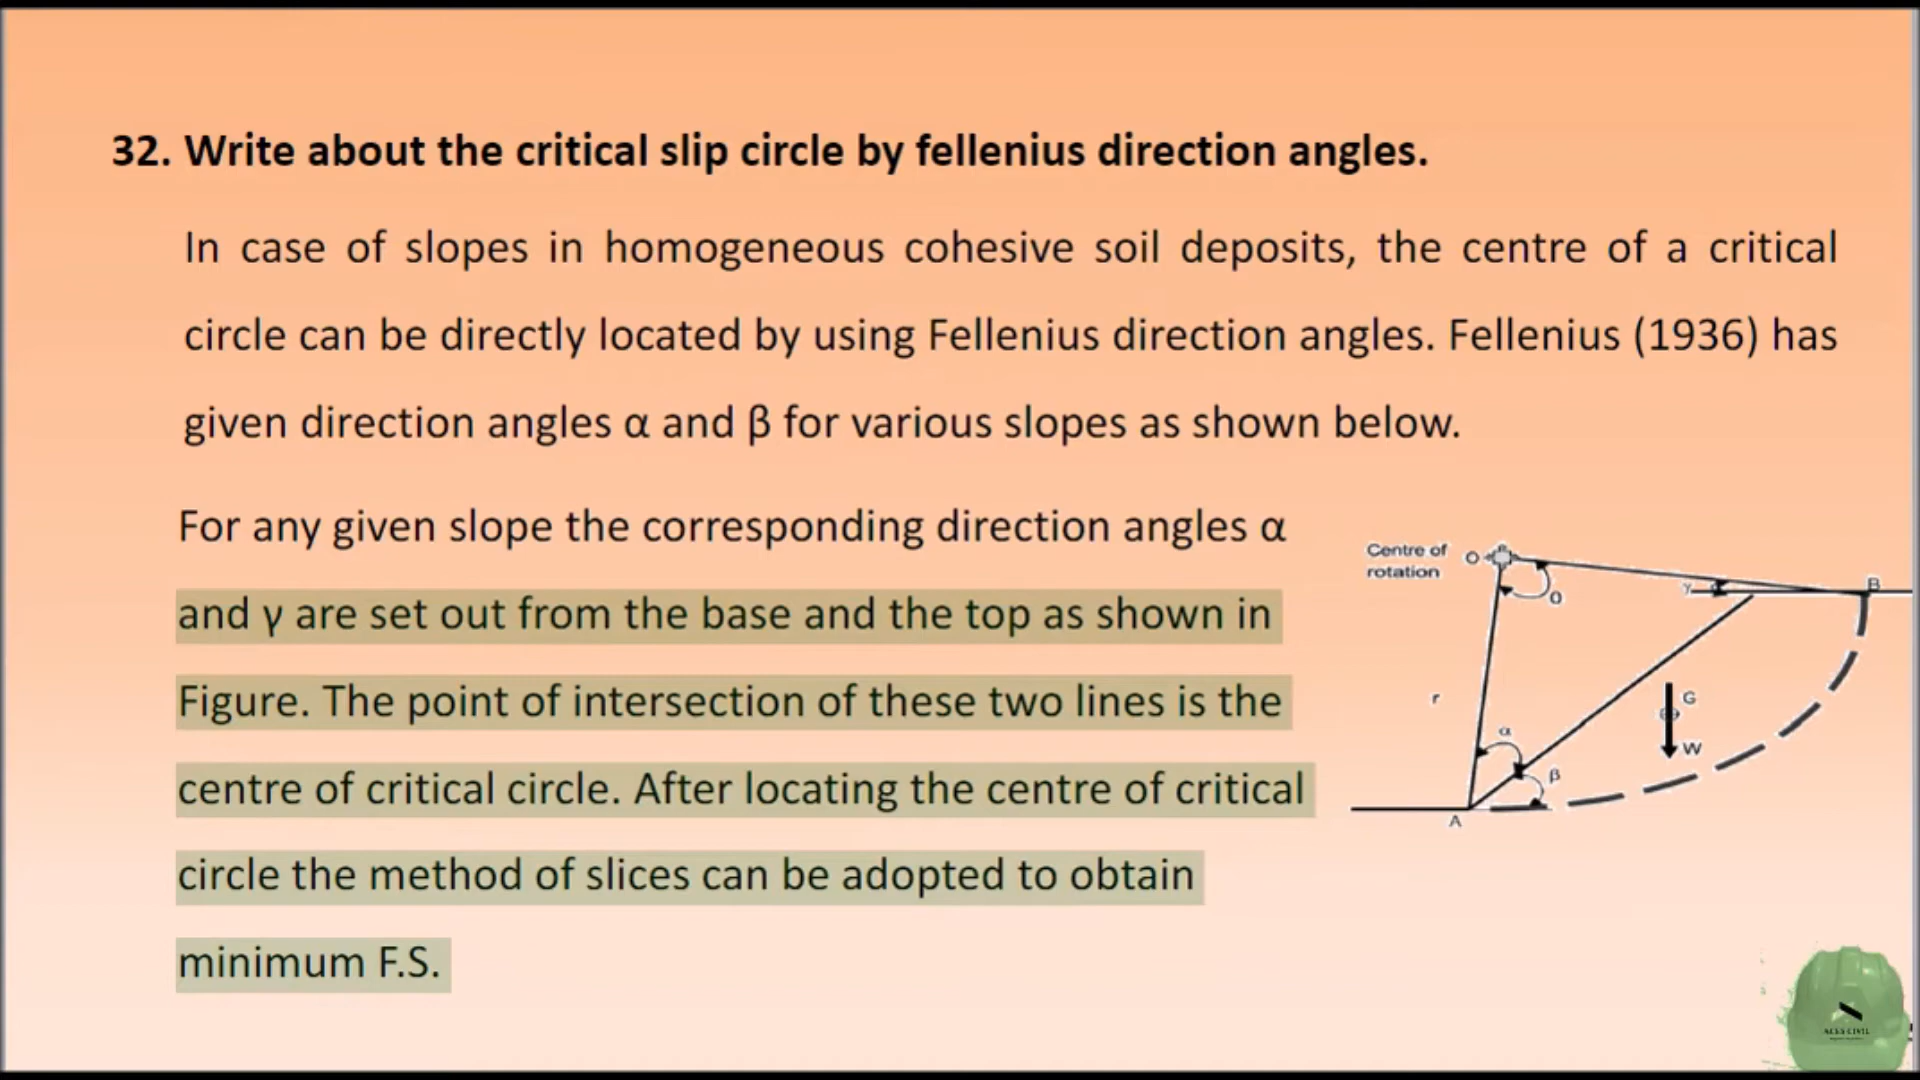 32. Write about the critical slip circle by fellenius direction angles.
In case of slopes in homogeneous cohesive soil deposits, the centre of a critical
circle can be directly located by using Fellenius direction angles. Fellenius (1936) has
given direction angles α and β for various slopes as shown below.
For any given slope the corresponding direction angles α
and γ are set out from the base and the top as shown in
Figure. The point of intersection of these two lines is the
centre of critical circle. After locating the centre of critical
circle the method of slices can be adopted to obtain
minimum F.S.
Centre of
rotation
O
θ
γ
B
r
G
α
W
β
A
ACES CIVIL